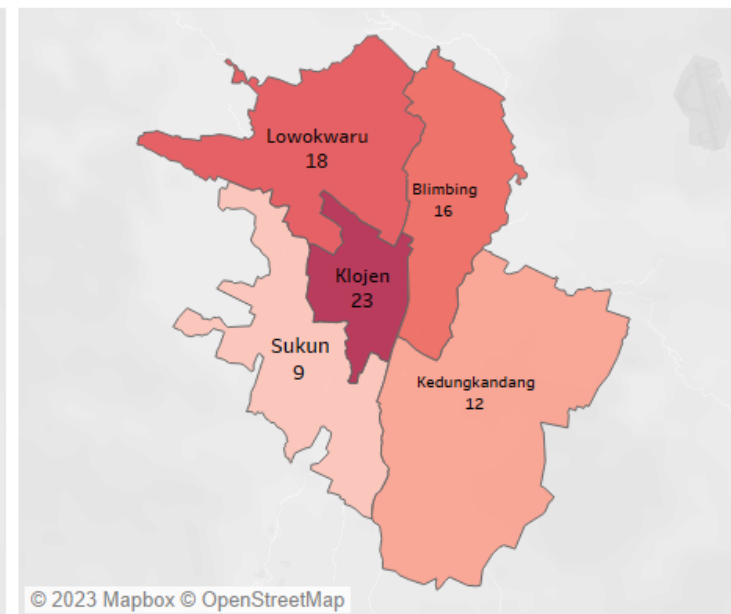 Lowokwaru
18
Blimbing
16
Klojen
23
Sukun
9
Kedungkandang
12
© 2023 Mapbox © OpenStreetMap